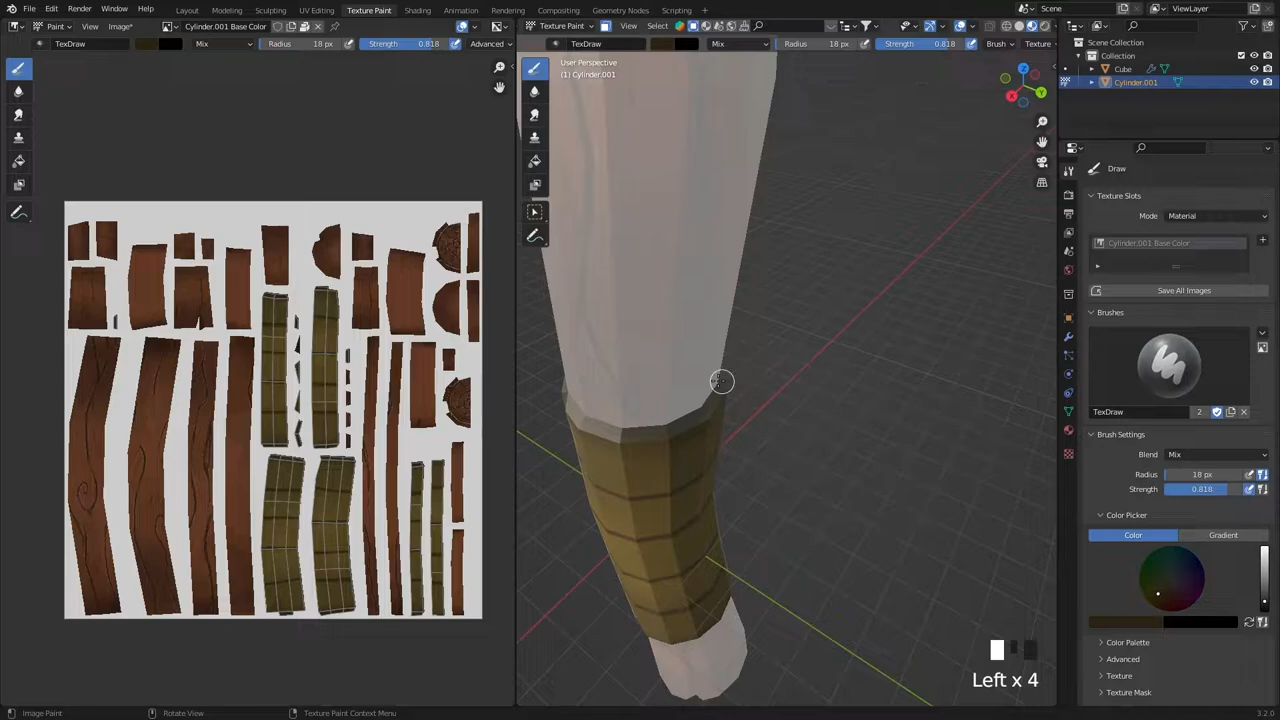 File Edit Render Window Help Layout Modeling Sculpting UV Editing Texture Paint Shading Animation Rendering Compositing Geometry Nodes Scripting Scene ViewLayer
Paint View Image* Cylinder.001 Base Color
Texture Paint View Select
TexDraw Mix Radius 18 px Strength 0.818 Advanced
TexDraw Mix Radius 18 px Strength 0.818 Brush Texture
Scene Collection
Collection
Cube
Cylinder.001
User Perspective
(1) Cylinder.001
Z
Y
X
Draw
Texture Slots
Mode Material
Cylinder.001 Base Color
Save All Images
Brushes
TexDraw 2
Brush Settings
Blend Mix
Radius 18 px
Strength 0.818
Color Picker
Color Gradient
Color Palette
Advanced
Texture
Texture Mask
Left x 4
Image Paint Rotate View Texture Paint Context Menu 3.2.0